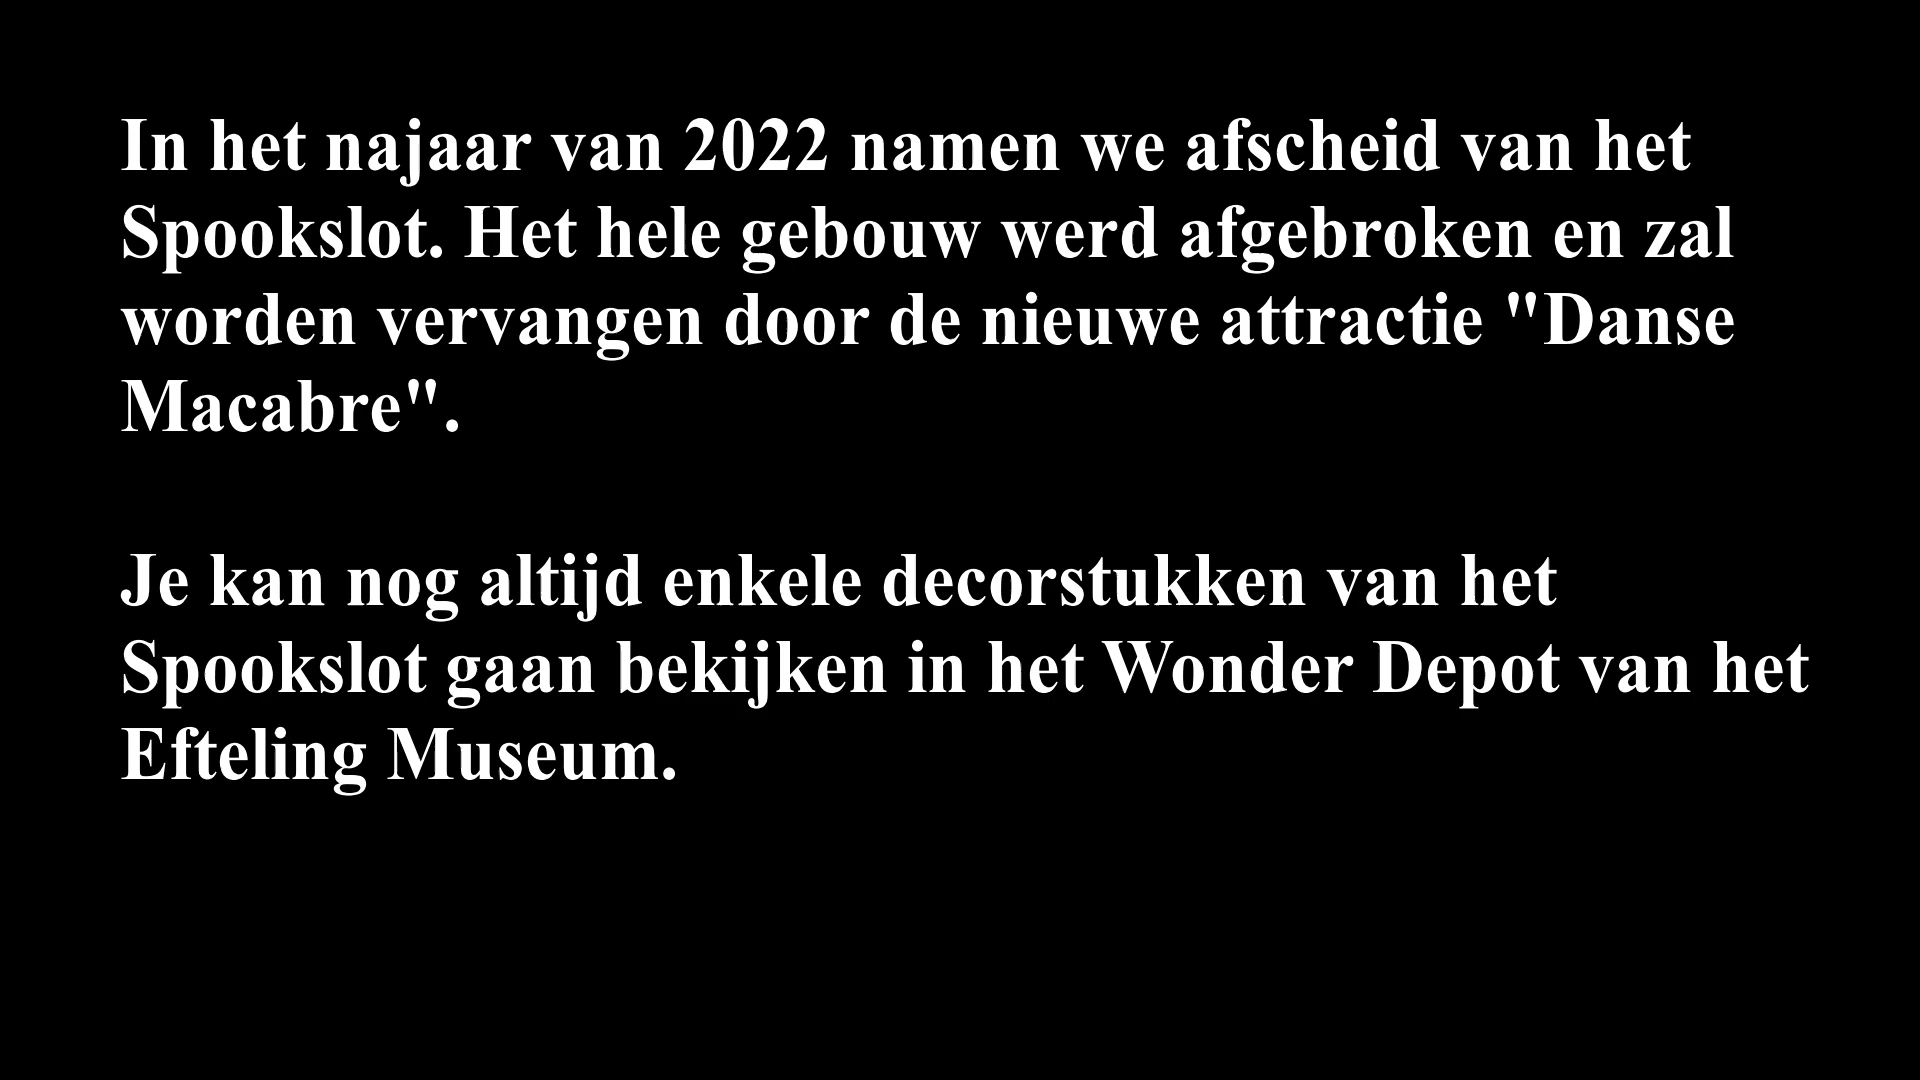 In het najaar van 2022 namen we afscheid van het
Spookslot. Het hele gebouw werd afgebroken en zal
worden vervangen door de nieuwe attractie "Danse
Macabre".
Je kan nog altijd enkele decorstukken van het
Spookslot gaan bekijken in het Wonder Depot van het
Efteling Museum.